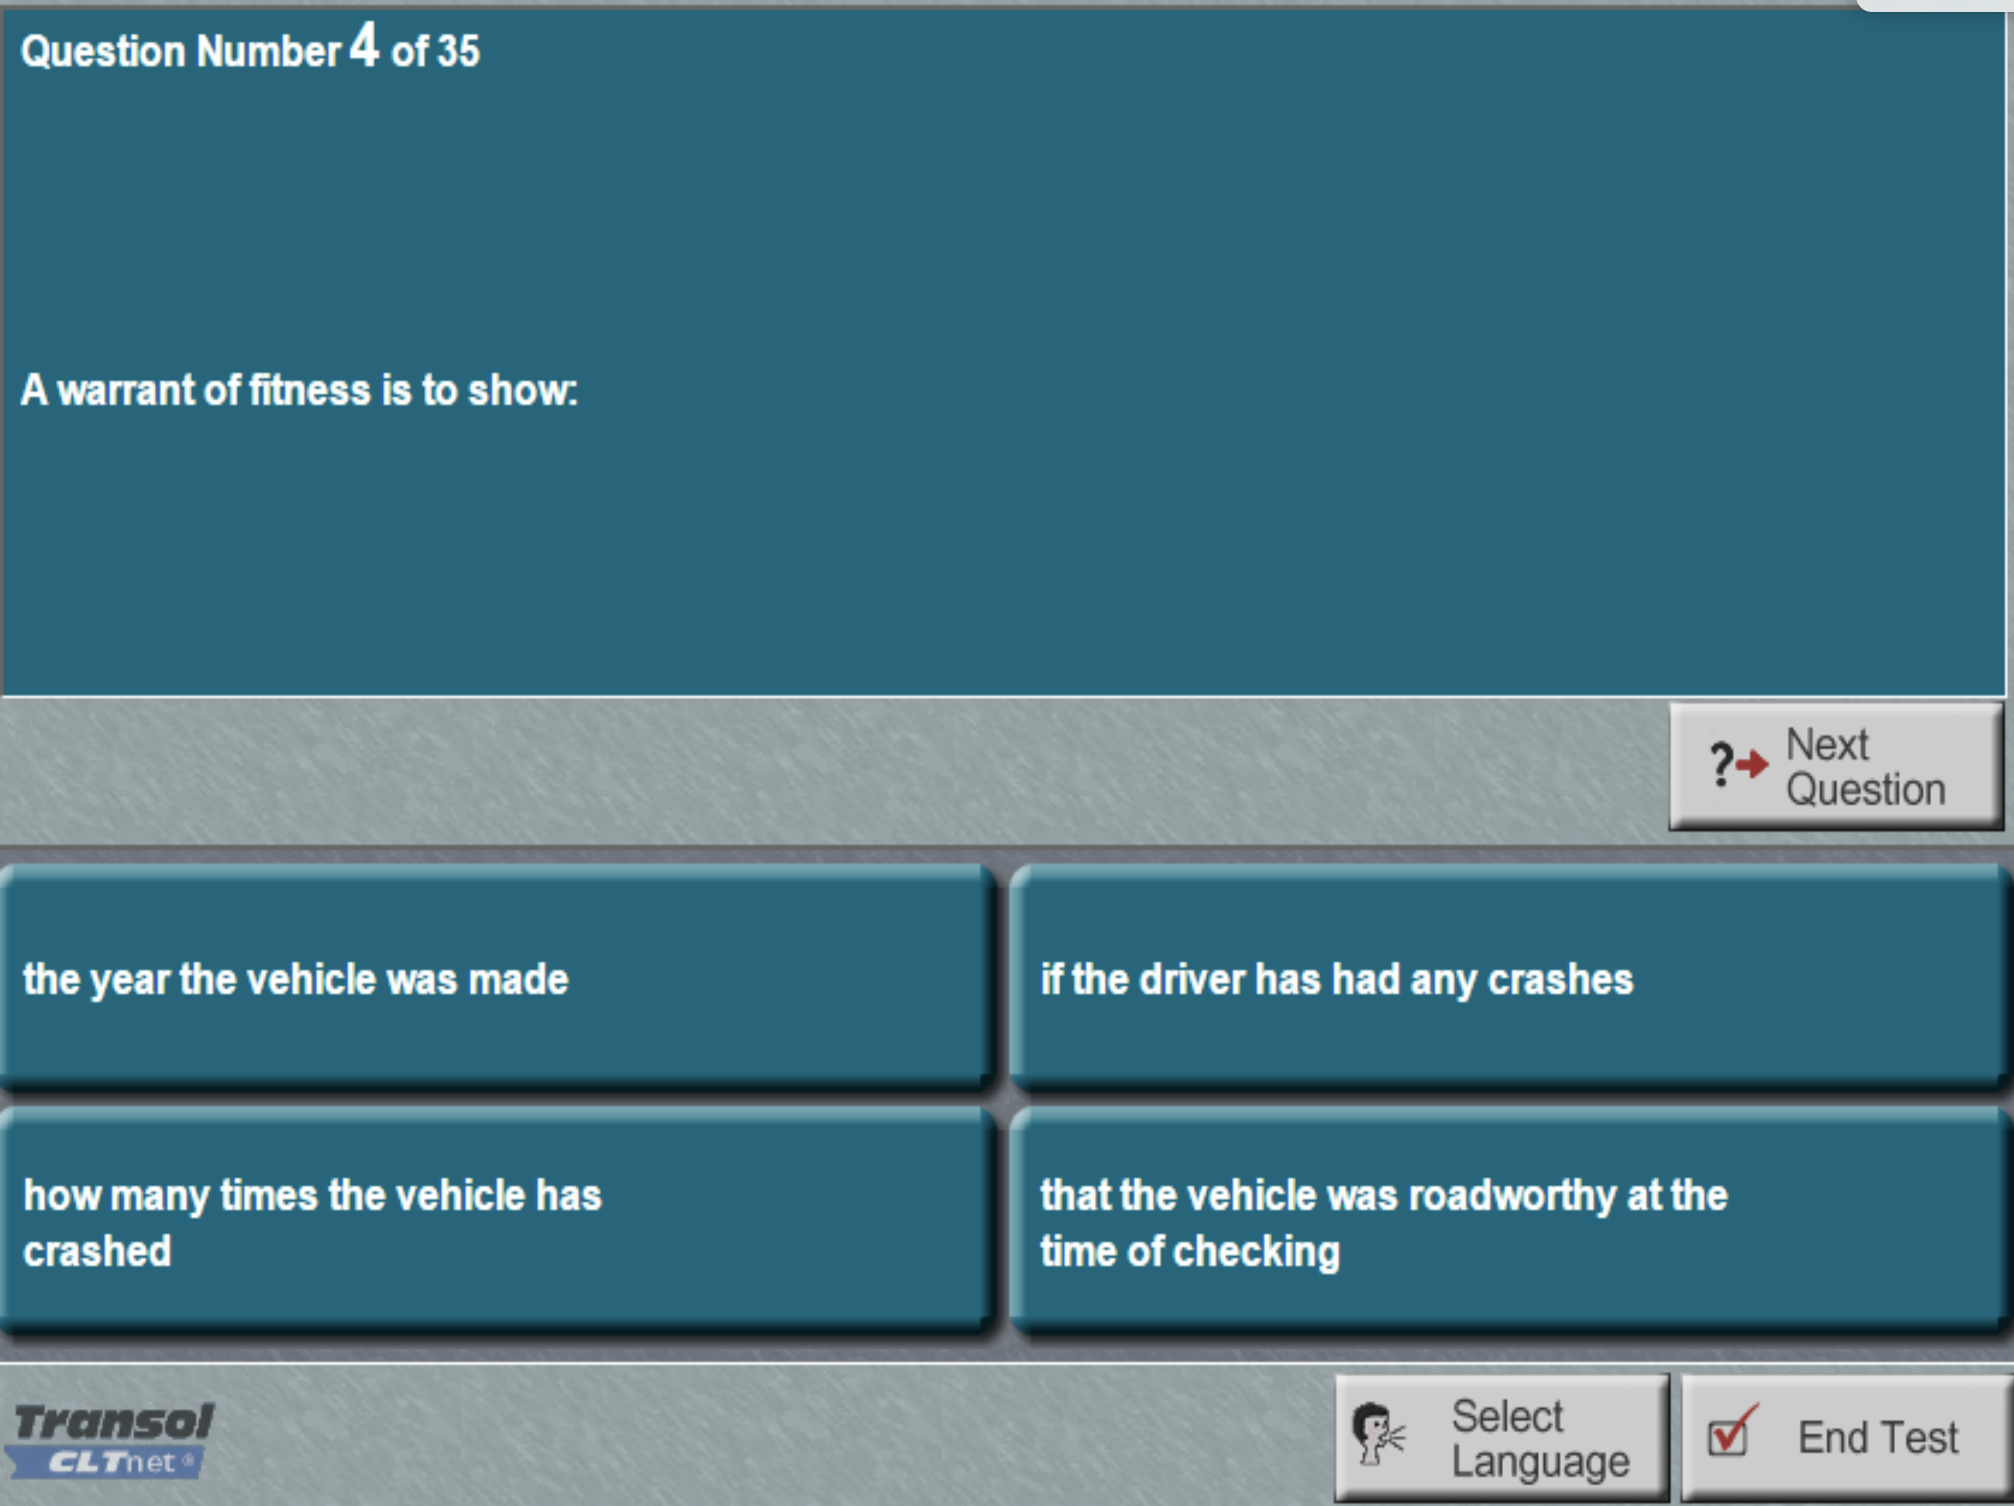 Question Number 4 of 35
A warrant of fitness is to show:
?
Next
Question
the year the vehicle was made
if the driver has had any crashes
how many times the vehicle has
crashed
that the vehicle was roadworthy at the
time of checking
Transol
CLTnet ®
Select
Language
End Test